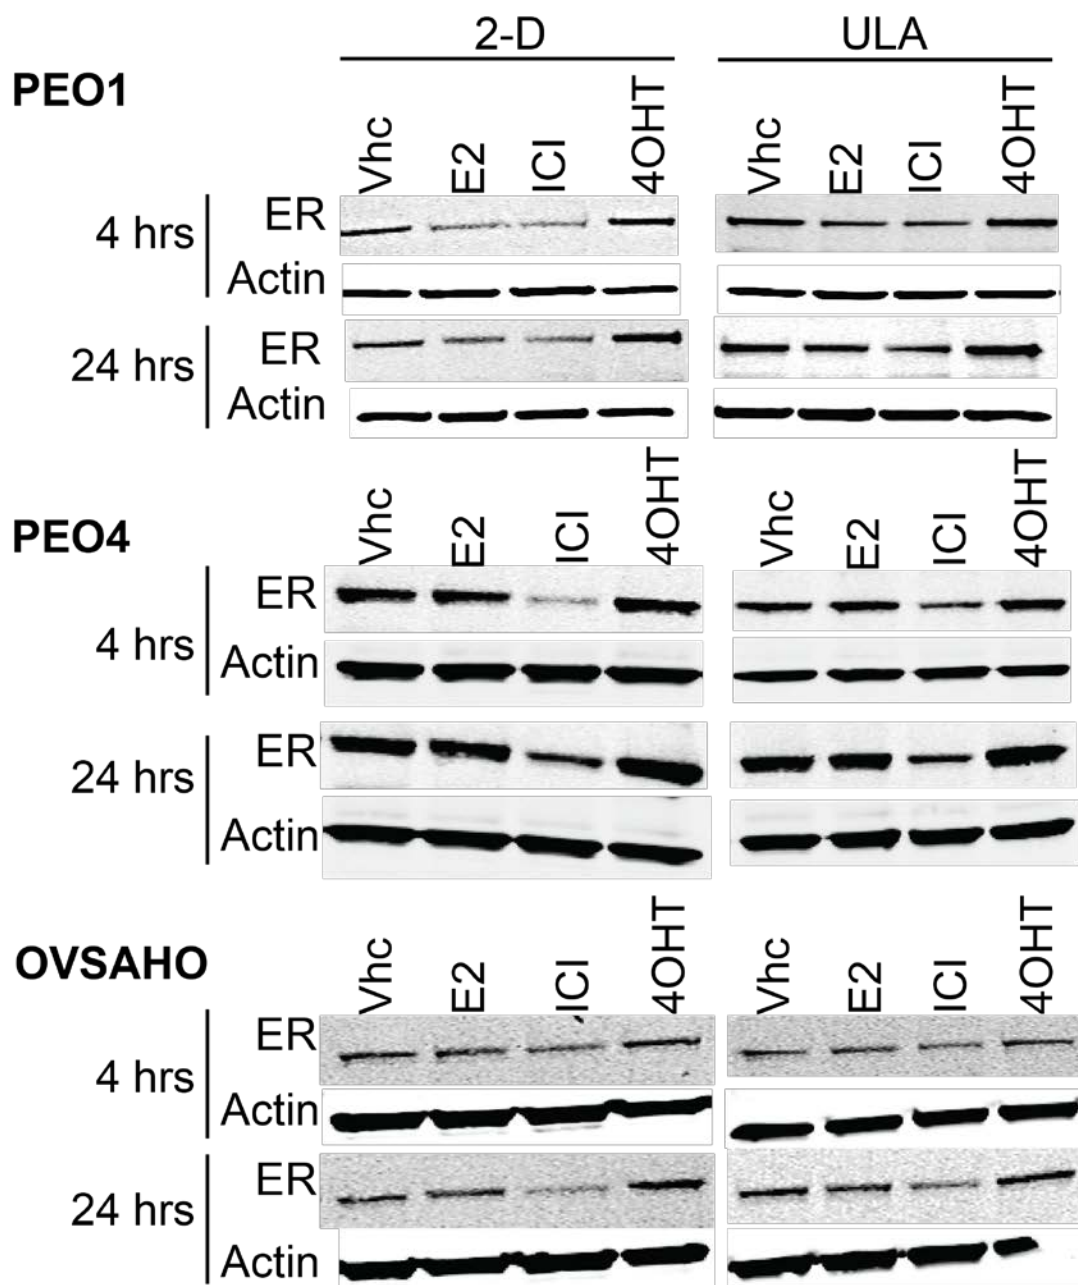 2-D ULA
PEO1
Vhc E2 ICI 4OHT Vhc E2 ICI 4OHT
4 hrs ER
Actin
24 hrs ER
Actin
PEO4
Vhc E2 ICI 4OHT Vhc E2 ICI 4OHT
4 hrs ER
Actin
24 hrs ER
Actin
OVSAHO
Vhc E2 ICI 4OHT Vhc E2 ICI 4OHT
4 hrs ER
Actin
24 hrs ER
Actin